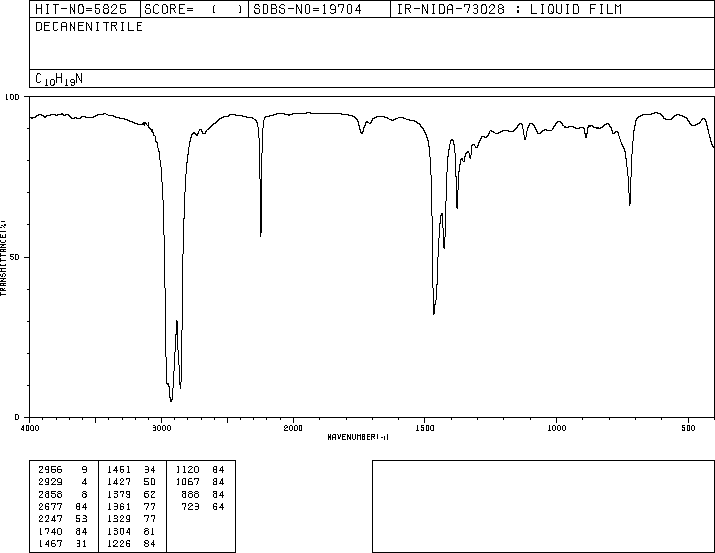 HIT-NO=5825 SCORE= ( ) SDBS-NO=19704 IR-NIDA-73028 : LIQUID FILM
DECANENITRILE
C10H19N
100
50
0
TRANSMITTANCE(%)
4000 3000 2000 1500 1000 500
WAVENUMBER(-1)
2966 9 1461 34 1120 84
2929 4 1427 50 1067 84
2858 8 1379 62 888 84
2677 84 1361 77 723 64
2247 53 1329 77
1740 84 1304 81
1467 31 1226 84